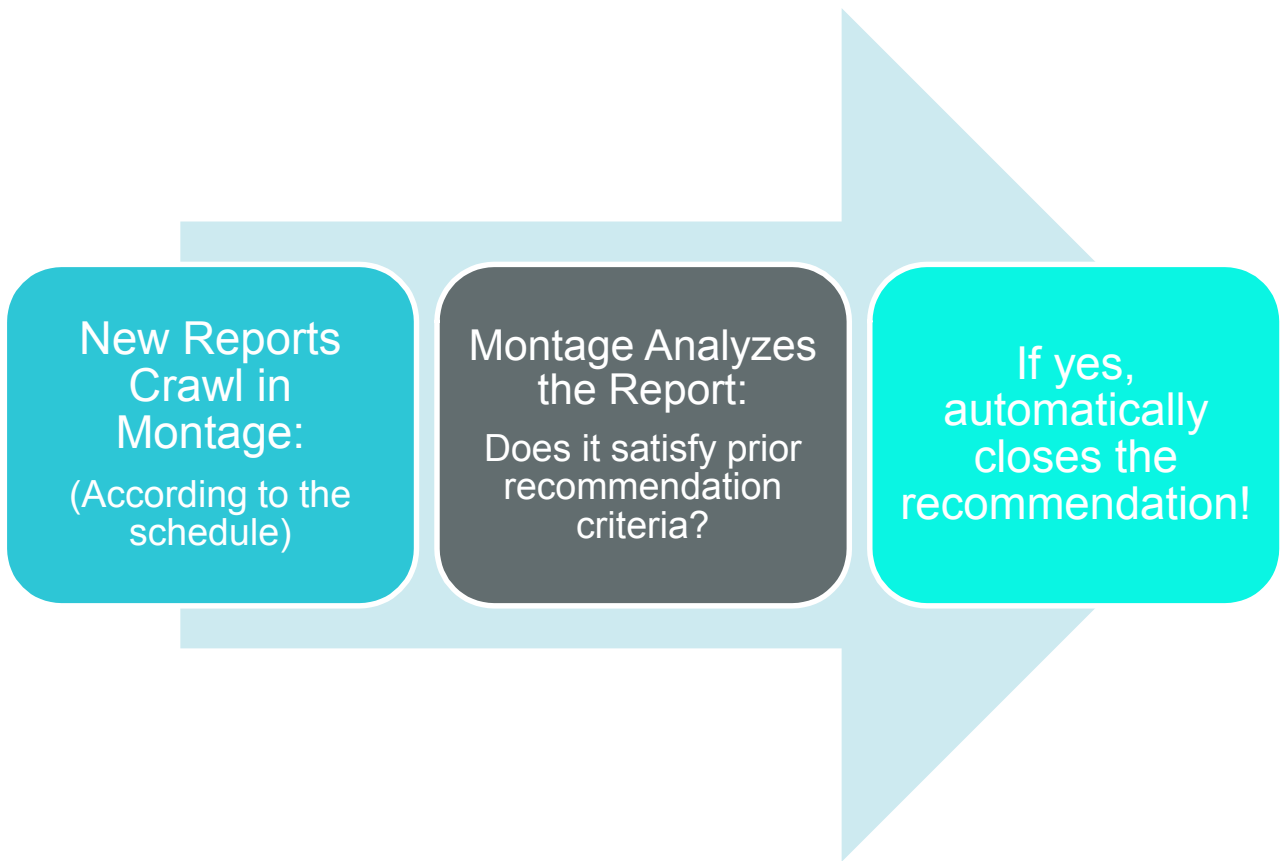 New Reports
Crawl in
Montage:
(According to the
schedule)
Montage Analyzes
the Report:
Does it satisfy prior
recommendation
criteria?
If yes,
automatically
closes the
recommendation!